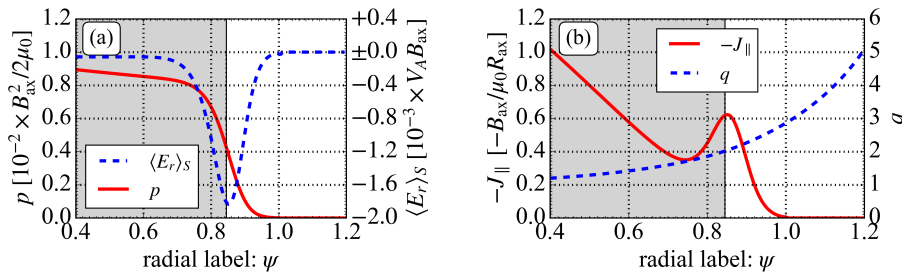 (a)
p [10⁻² × B²ax/2μ₀]
1.0
0.8
0.6
0.4
0.2
0.0
⟨E_r⟩_S
p
+0.4
±0.0
−0.4
−0.8
−1.2
−1.6
−2.0
⟨E_r⟩_S [10⁻³ × V_A B_ax]
0.4 0.6 0.8 1.0 1.2
radial label: ψ
(b)
−J_∥ [−B_ax/μ₀R_ax]
1.2
1.0
0.8
0.6
0.4
0.2
0.0
−J_∥
q
6
5
4
3
2
1
0
q
0.4 0.6 0.8 1.0 1.2
radial label: ψ